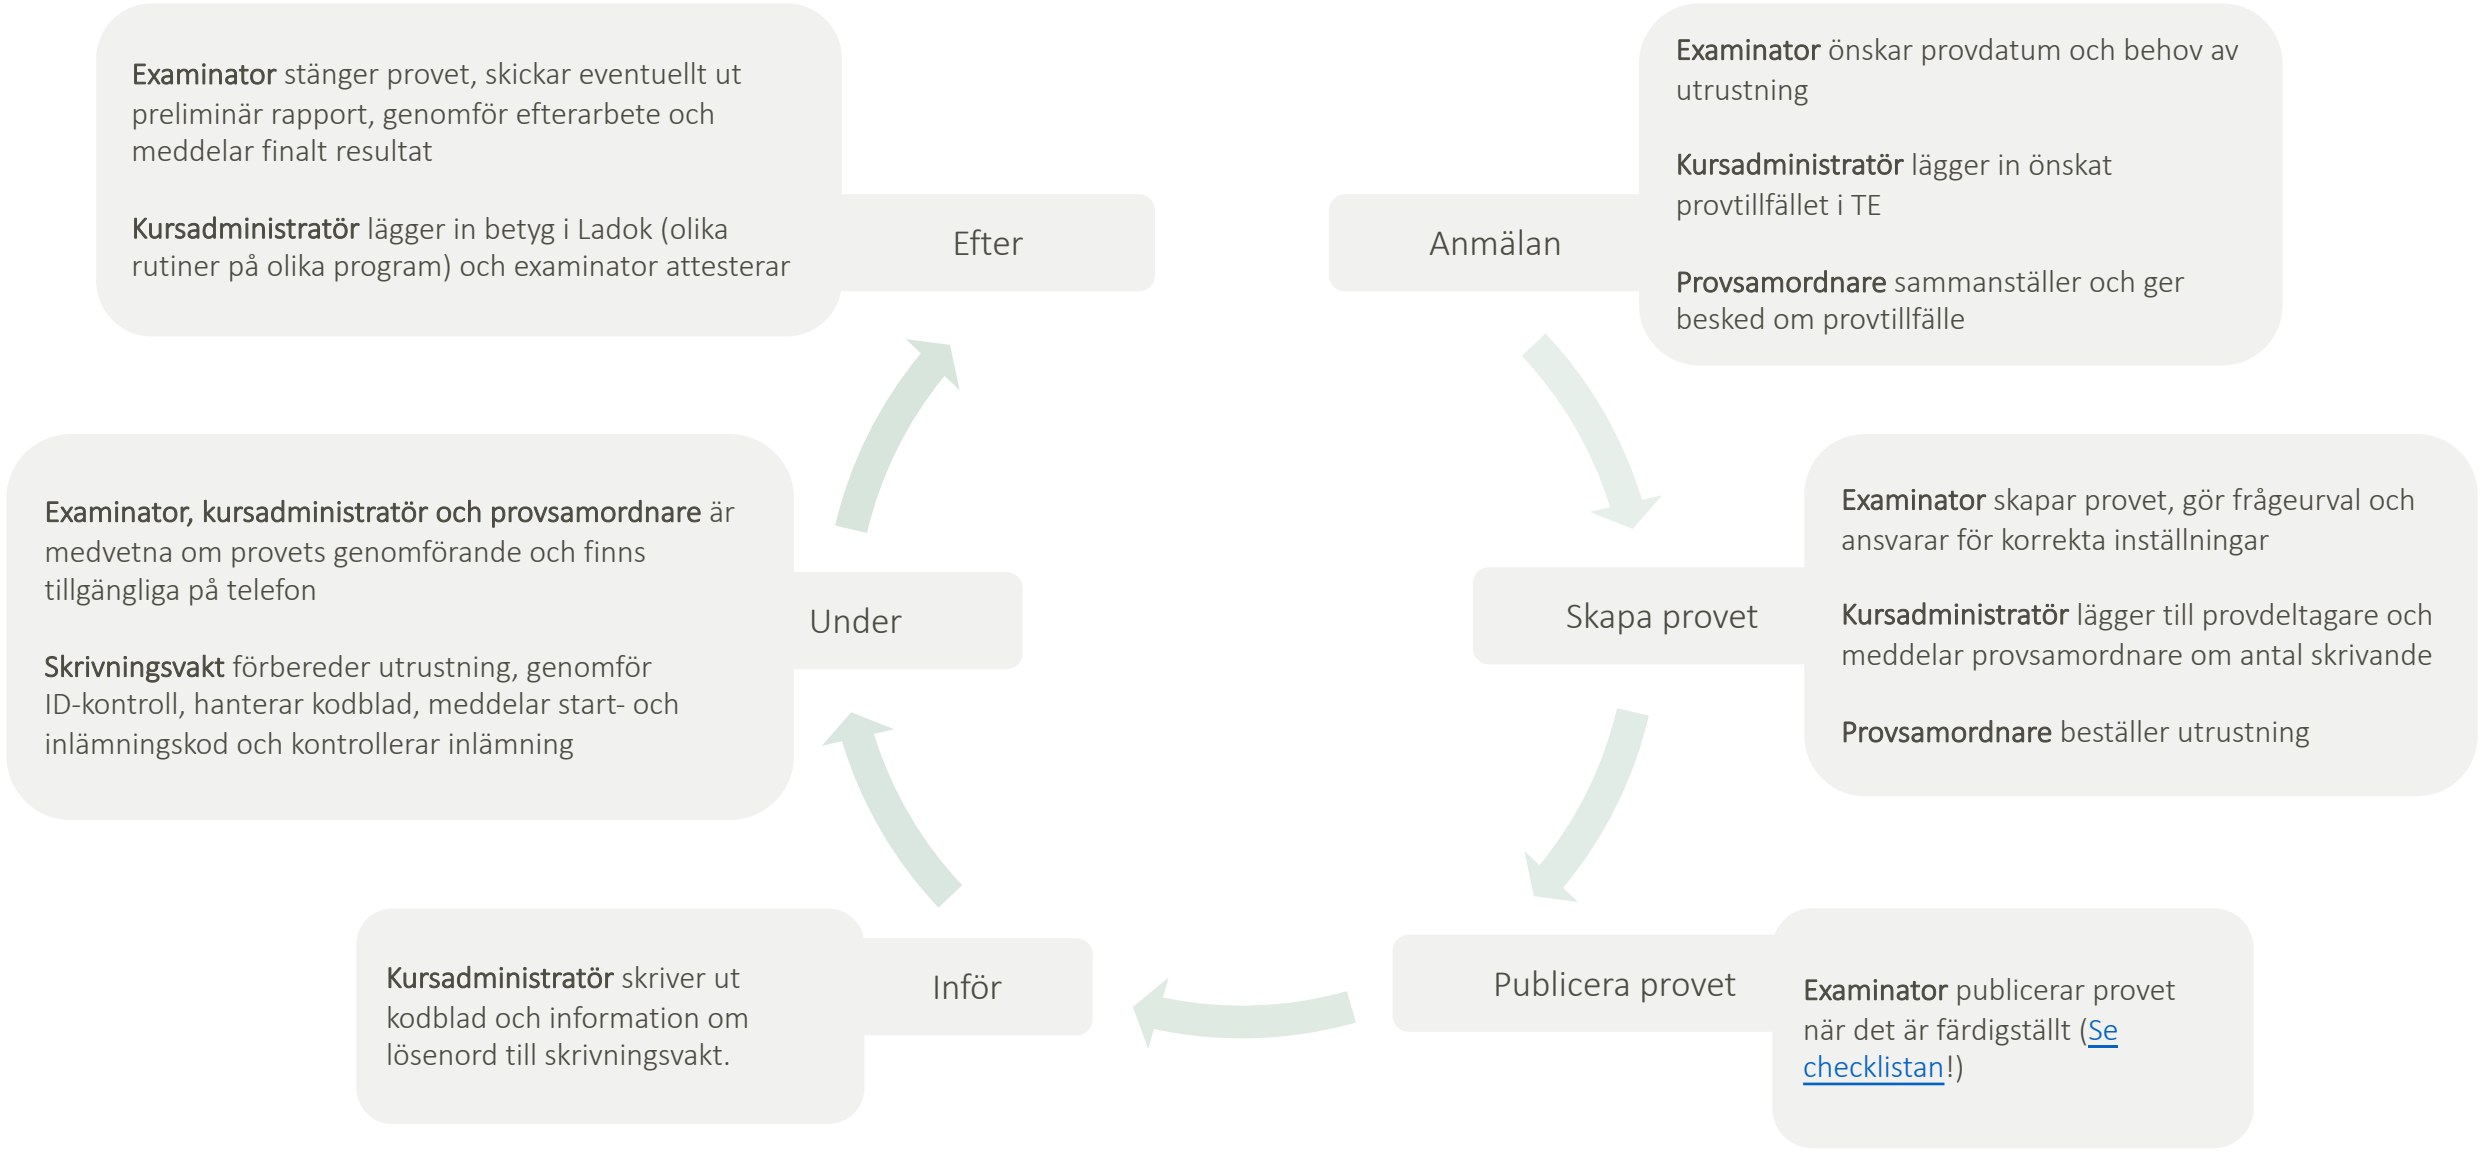 Examinator önskar provdatum och behov av
utrustning
Kursadministratör lägger in önskat
provtillfället i TE
Provsamordnare sammanställer och ger
besked om provtillfälle
Anmälan
Examinator skapar provet, gör frågeurval och
ansvarar för korrekta inställningar
Kursadministratör lägger till provdeltagare och
meddelar provsamordnare om antal skrivande
Provsamordnare beställer utrustning
Skapa provet
Examinator publicerar provet
när det är färdigställt (Se
checklistan!)
Publicera provet
Kursadministratör skriver ut
kodblad och information om
lösenord till skrivningsvakt.
Inför
Examinator, kursadministratör och provsamordnare är
medvetna om provets genomförande och finns
tillgängliga på telefon
Skrivningsvakt förbereder utrustning, genomför
ID-kontroll, hanterar kodblad, meddelar start- och
inlämningskod och kontrollerar inlämning
Under
Examinator stänger provet, skickar eventuellt ut
preliminär rapport, genomför efterarbete och
meddelar finalt resultat
Kursadministratör lägger in betyg i Ladok (olika
rutiner på olika program) och examinator attesterar
Efter